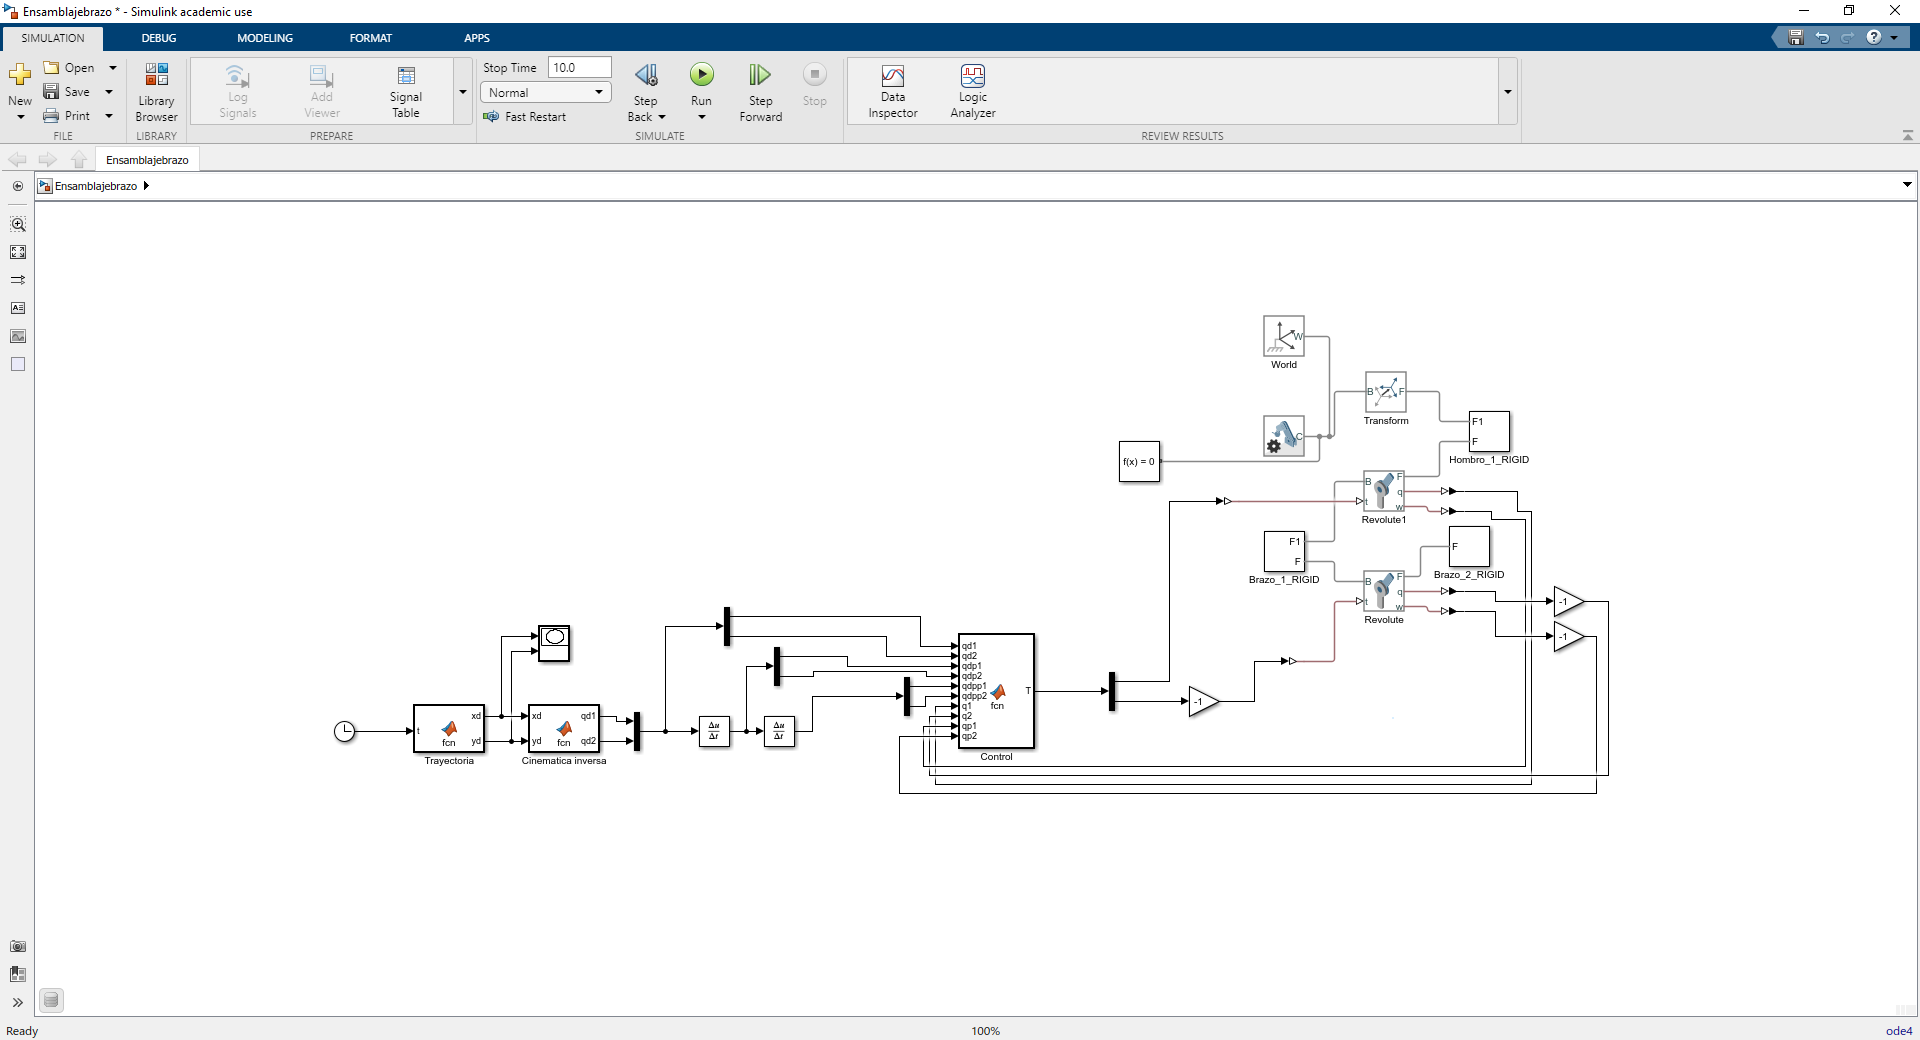 Ensamblajebrazo * - Simulink academic use
SIMULATION
DEBUG
MODELING
FORMAT
APPS
New
Open
Save
Print
FILE
Library
Browser
LIBRARY
Log
Signals
Add
Viewer
Signal
Table
PREPARE
Stop Time 10.0
Normal
Fast Restart
Step
Back
Run
Step
Forward
Stop
SIMULATE
Data
Inspector
Logic
Analyzer
REVIEW RESULTS
Ensamblajebrazo
Ensamblajebrazo
W
World
B F
Transform
C
f(x) = 0
F1
F
Hombro_1_RIGID
B F
q
t
w
Revolute1
F1
F
Brazo_1_RIGID
F
Brazo_2_RIGID
B F
q
t
w
Revolute
-1
-1
-1
qd1
qd2
qdp1
qdp2
qdpp1
qdpp2
q1
q2
qp1
qp2
T
fcn
Control
t
xd
yd
fcn
Trayectoria
xd
yd
qd1
qd2
fcn
Cinematica inversa
Δu
Δt
Δu
Δt
Ready
100%
ode4